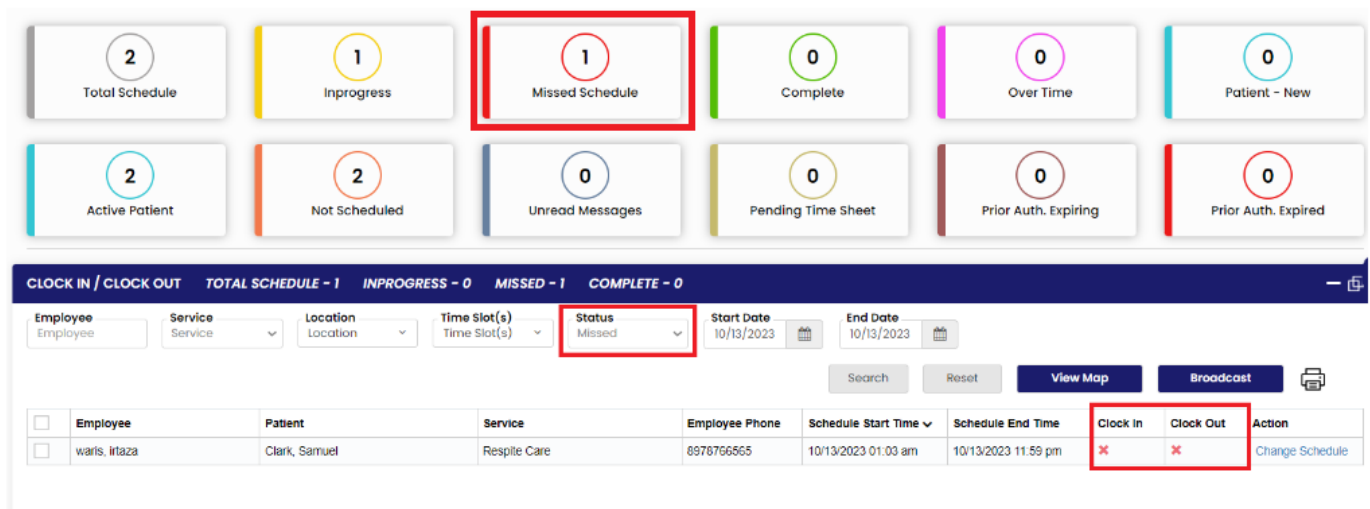 2 1 1 0 0 0
Total Schedule Inprogress Missed Schedule Complete Over Time Patient - New
2 2 0 0 0 0
Active Patient Not Scheduled Unread Messages Pending Time Sheet Prior Auth. Expiring Prior Auth. Expired
CLOCK IN / CLOCK OUT TOTAL SCHEDULE - 1 INPROGRESS - 0 MISSED - 1 COMPLETE - 0
Employee Service Location Time Slot(s) Status Start Date End Date
Employee Service Location Time Slot(s) Missed 10/13/2023 10/13/2023
Search Reset View Map Broadcast
Employee Patient Service Employee Phone Schedule Start Time Schedule End Time Clock In Clock Out Action
waris, irtaza Clark, Samuel Respite Care 8978766565 10/13/2023 01:03 am 10/13/2023 11:59 pm Change Schedule